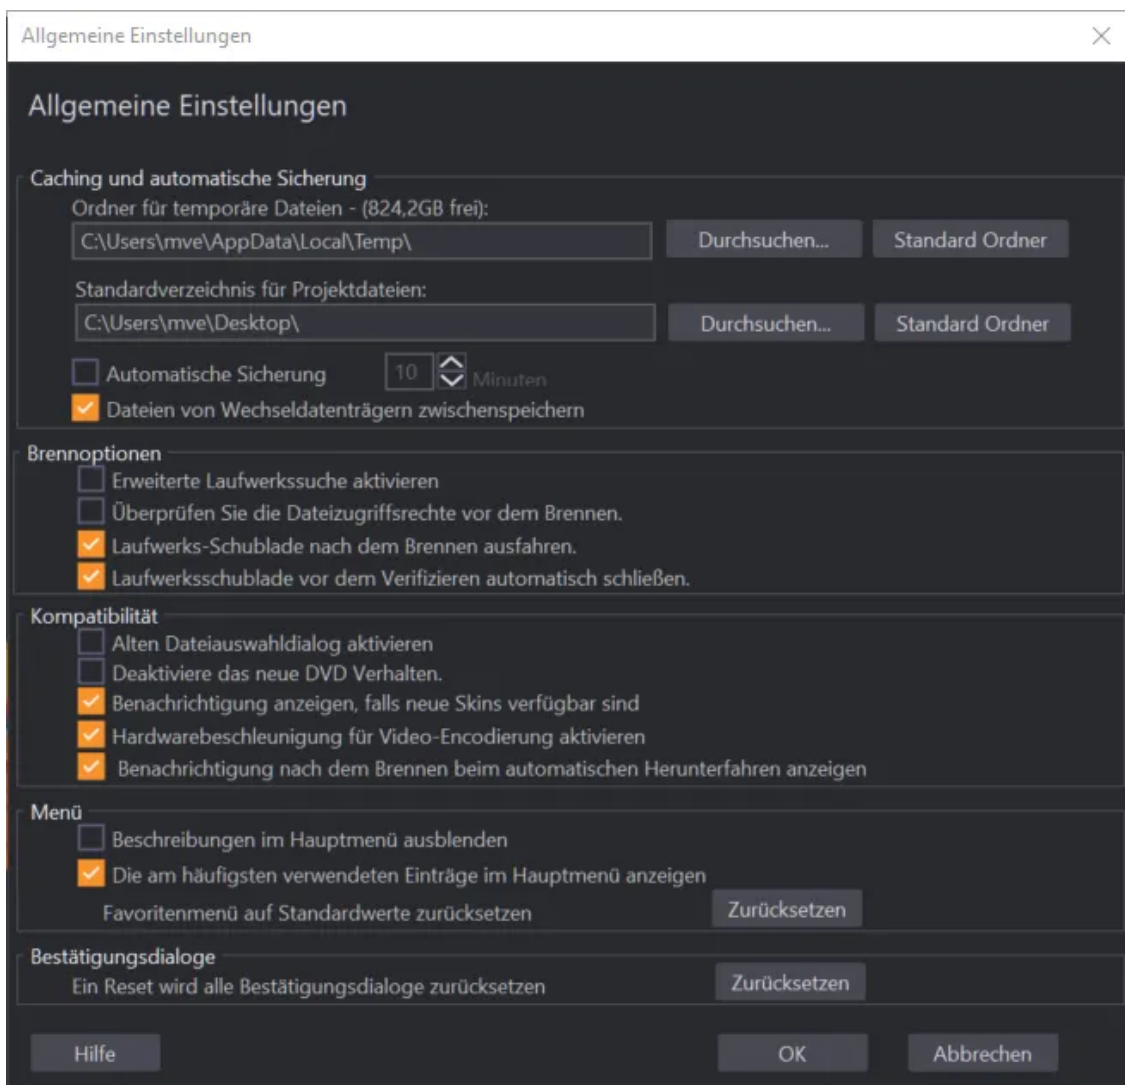 Allgemeine Einstellungen
Allgemeine Einstellungen
Caching und automatische Sicherung
Ordner für temporäre Dateien - (824,2GB frei):
C:\Users\mve\AppData\Local\Temp\ Durchsuchen... Standard Ordner
Standardverzeichnis für Projektdateien:
C:\Users\mve\Desktop\ Durchsuchen... Standard Ordner
Automatische Sicherung 10 Minuten
Dateien von Wechseldatenträgern zwischenspeichern
Brennoptionen
Erweiterte Laufwerkssuche aktivieren
Überprüfen Sie die Dateizugriffsrechte vor dem Brennen.
Laufwerks-Schublade nach dem Brennen ausfahren.
Laufwerksschublade vor dem Verifizieren automatisch schließen.
Kompatibilität
Alten Dateiauswahldialog aktivieren
Deaktiviere das neue DVD Verhalten.
Benachrichtigung anzeigen, falls neue Skins verfügbar sind
Hardwarebeschleunigung für Video-Encodierung aktivieren
Benachrichtigung nach dem Brennen beim automatischen Herunterfahren anzeigen
Menü
Beschreibungen im Hauptmenü ausblenden
Die am häufigsten verwendeten Einträge im Hauptmenü anzeigen
Favoritenmenü auf Standardwerte zurücksetzen Zurücksetzen
Bestätigungsdialoge
Ein Reset wird alle Bestätigungsdialoge zurücksetzen Zurücksetzen
Hilfe OK Abbrechen